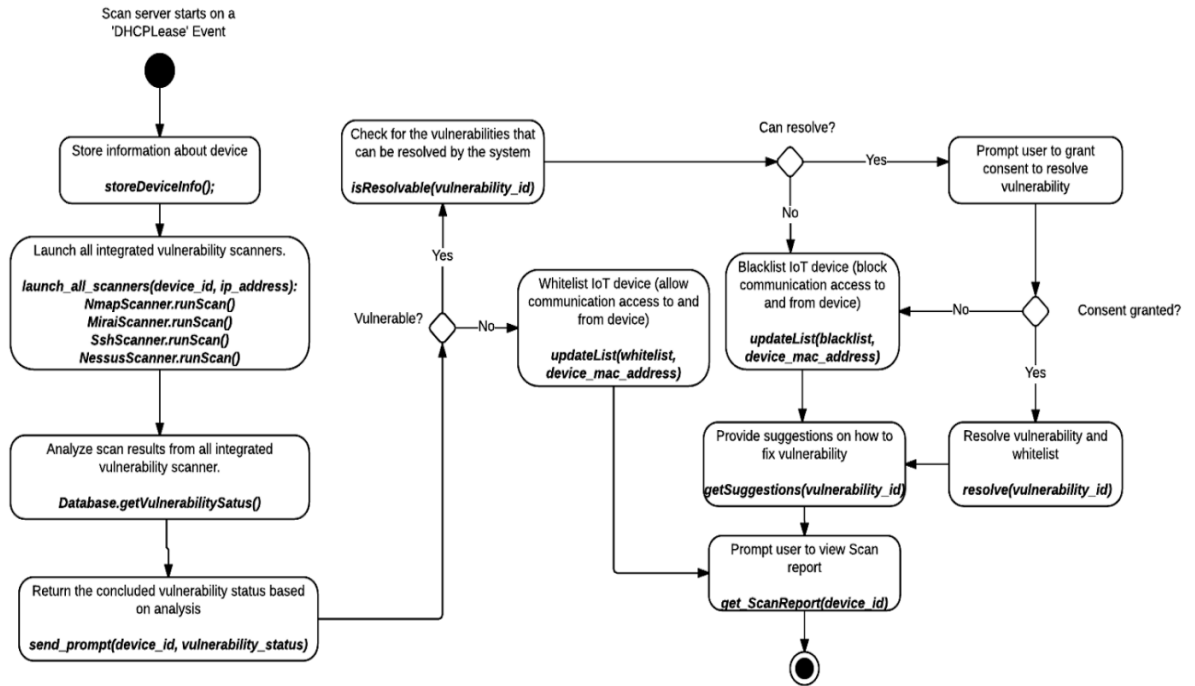 Scan server starts on a
'DHCPLease' Event
Store information about device
storeDeviceInfo();
Launch all integrated vulnerability scanners.
launch_all_scanners(device_id, ip_address):
NmapScanner.runScan()
MiraiScanner.runScan()
SshScanner.runScan()
NessusScanner.runScan()
Analyze scan results from all integrated
vulnerability scanner.
Database.getVulnerabilitySatus()
Return the concluded vulnerability status based
on analysis
send_prompt(device_id, vulnerability_status)
Vulnerable?
Yes
No
Check for the vulnerabilities that
can be resolved by the system
isResolvable(vulnerability_id)
Whitelist IoT device (allow
communication access to and
from device)
updateList(whitelist,
device_mac_address)
Can resolve?
Yes
No
Prompt user to grant
consent to resolve
vulnerability
Blacklist IoT device (block
communication access to
and from device)
updateList(blacklist,
device_mac_address)
No
Consent granted?
Yes
Resolve vulnerability and
whitelist
resolve(vulnerability_id)
Provide suggestions on how to
fix vulnerability
getSuggestions(vulnerability_id)
Prompt user to view Scan
report
get_ScanReport(device_id)